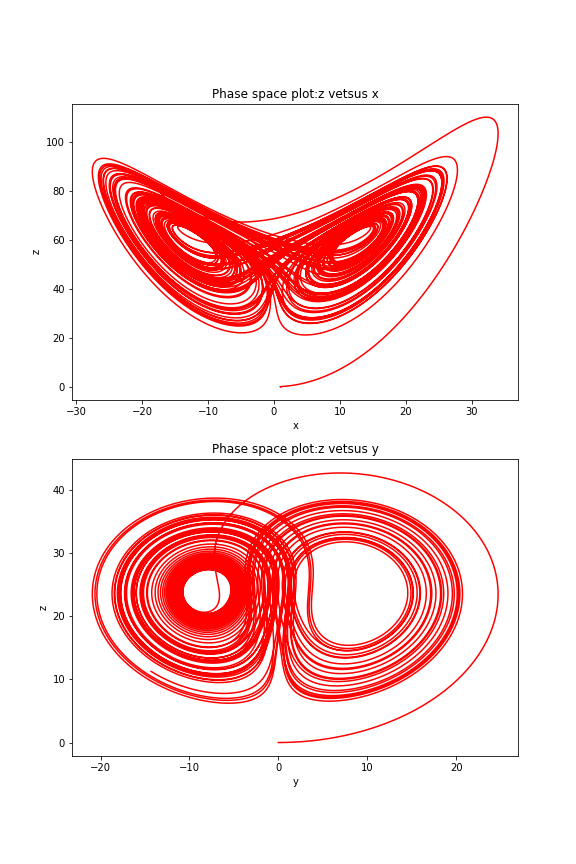 Phase space plot:z vetsus x
100
80
60
40
20
0
z
−30 −20 −10 0 10 20 30
x
Phase space plot:z vetsus y
40
30
20
10
0
z
−20 −10 0 10 20
y